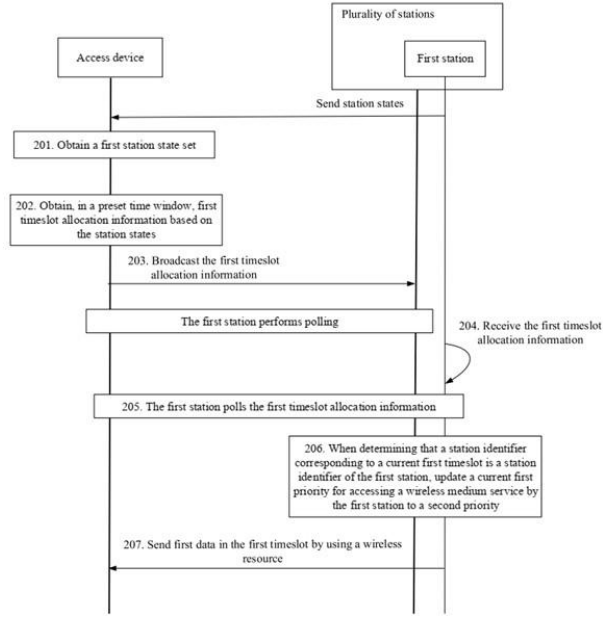 Plurality of stations
Access device
First station
Send station states
201. Obtain a first station state set
202. Obtain, in a preset time window, first
timeslot allocation information based on
the station states
203. Broadcast the first timeslot
allocation information
The first station performs polling
204. Receive the first timeslot
allocation information
205. The first station polls the first timeslot allocation information
206. When determining that a station identifier
corresponding to a current first timeslot is a station
identifier of the first station, update a current first
priority for accessing a wireless medium service by
the first station to a second priority
207. Send first data in the first timeslot by using a wireless
resource